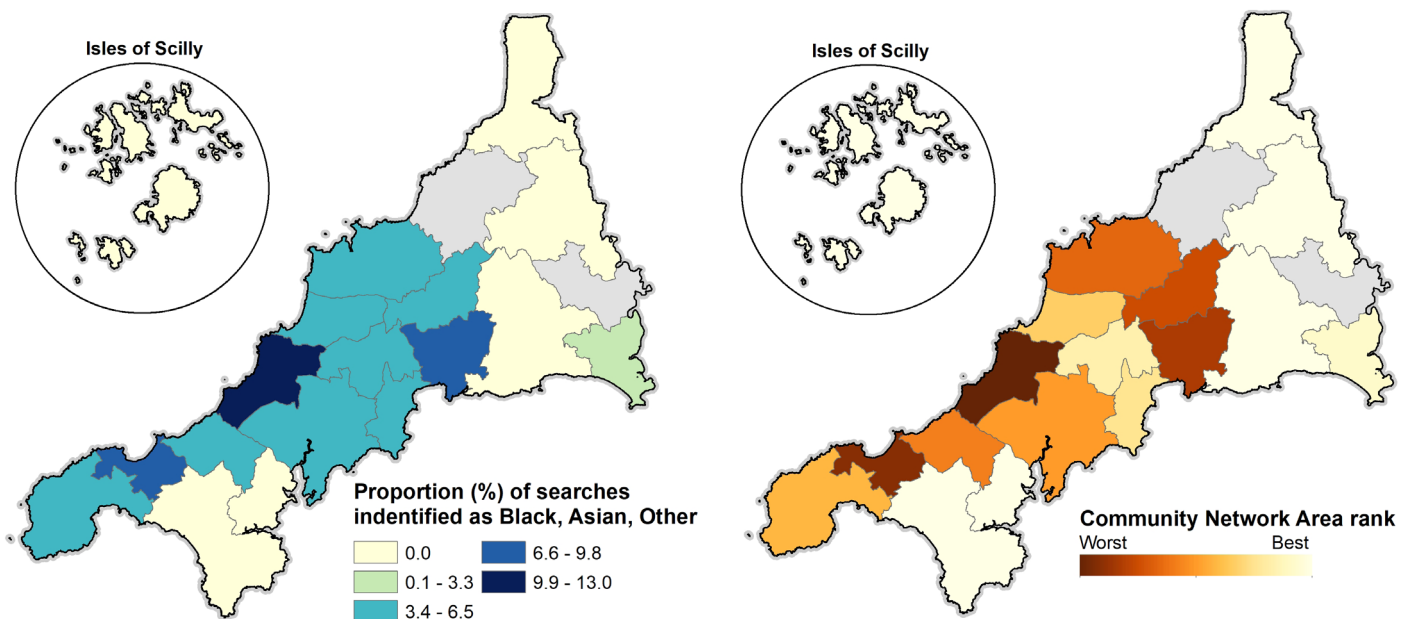 Isles of Scilly
Proportion (%) of searches
indentified as Black, Asian, Other
0.0
0.1 - 3.3
3.4 - 6.5
6.6 - 9.8
9.9 - 13.0
Isles of Scilly
Community Network Area rank
Worst Best